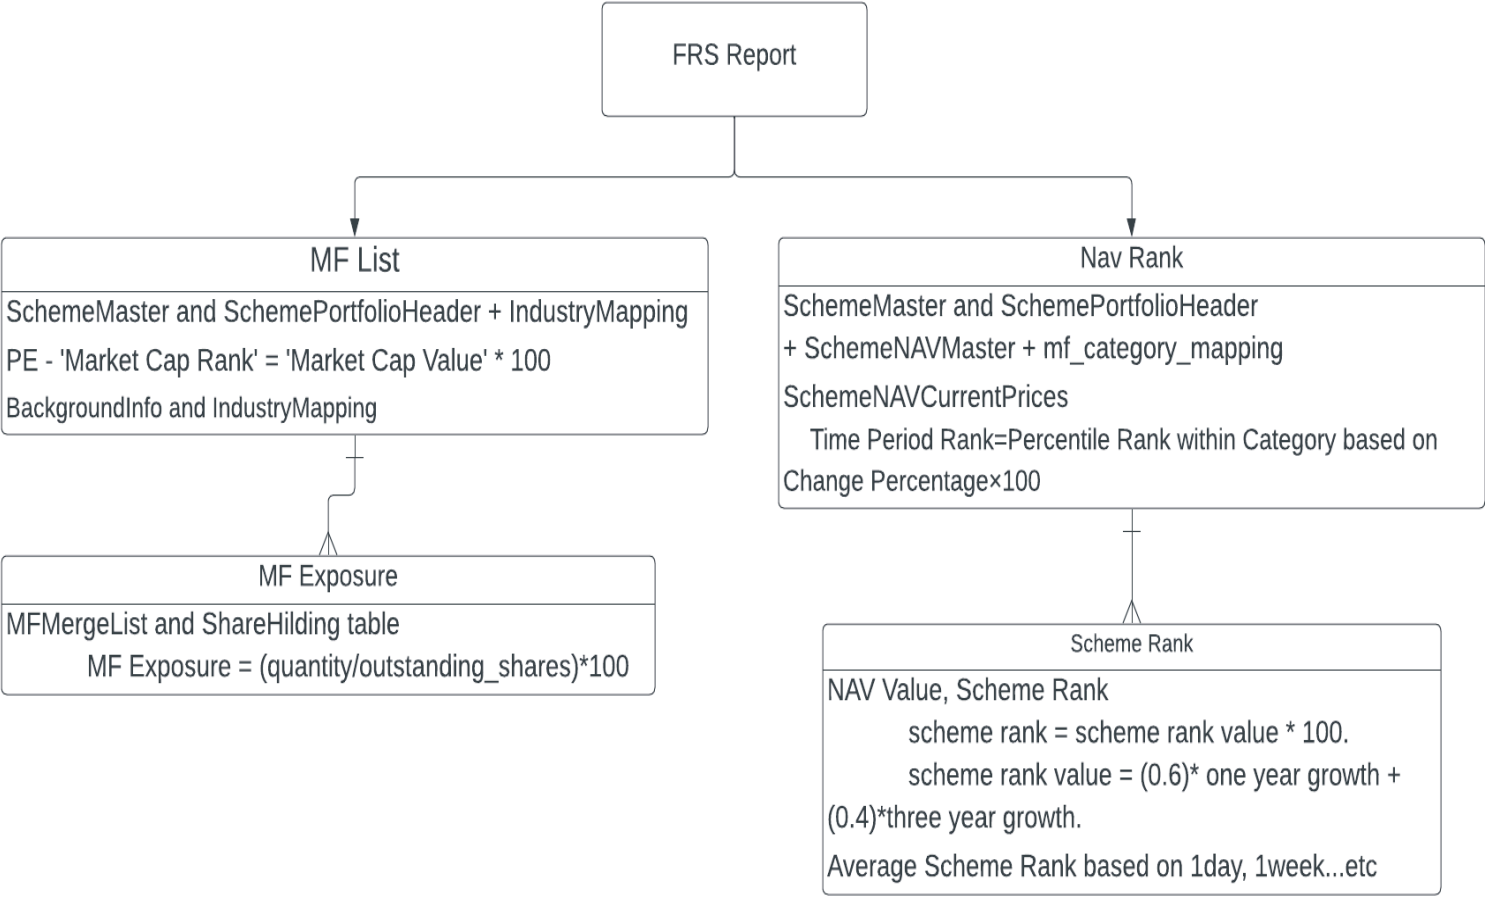 FRS Report
MF List
SchemeMaster and SchemePortfolioHeader + IndustryMapping
PE - 'Market Cap Rank' = 'Market Cap Value' * 100
BackgroundInfo and IndustryMapping
MF Exposure
MFMergeList and ShareHilding table
MF Exposure = (quantity/outstanding_shares)*100
Nav Rank
SchemeMaster and SchemePortfolioHeader
+ SchemeNAVMaster + mf_category_mapping
SchemeNAVCurrentPrices
Time Period Rank=Percentile Rank within Category based on
Change Percentage×100
Scheme Rank
NAV Value, Scheme Rank
scheme rank = scheme rank value * 100.
scheme rank value = (0.6)* one year growth +
(0.4)*three year growth.
Average Scheme Rank based on 1day, 1week...etc